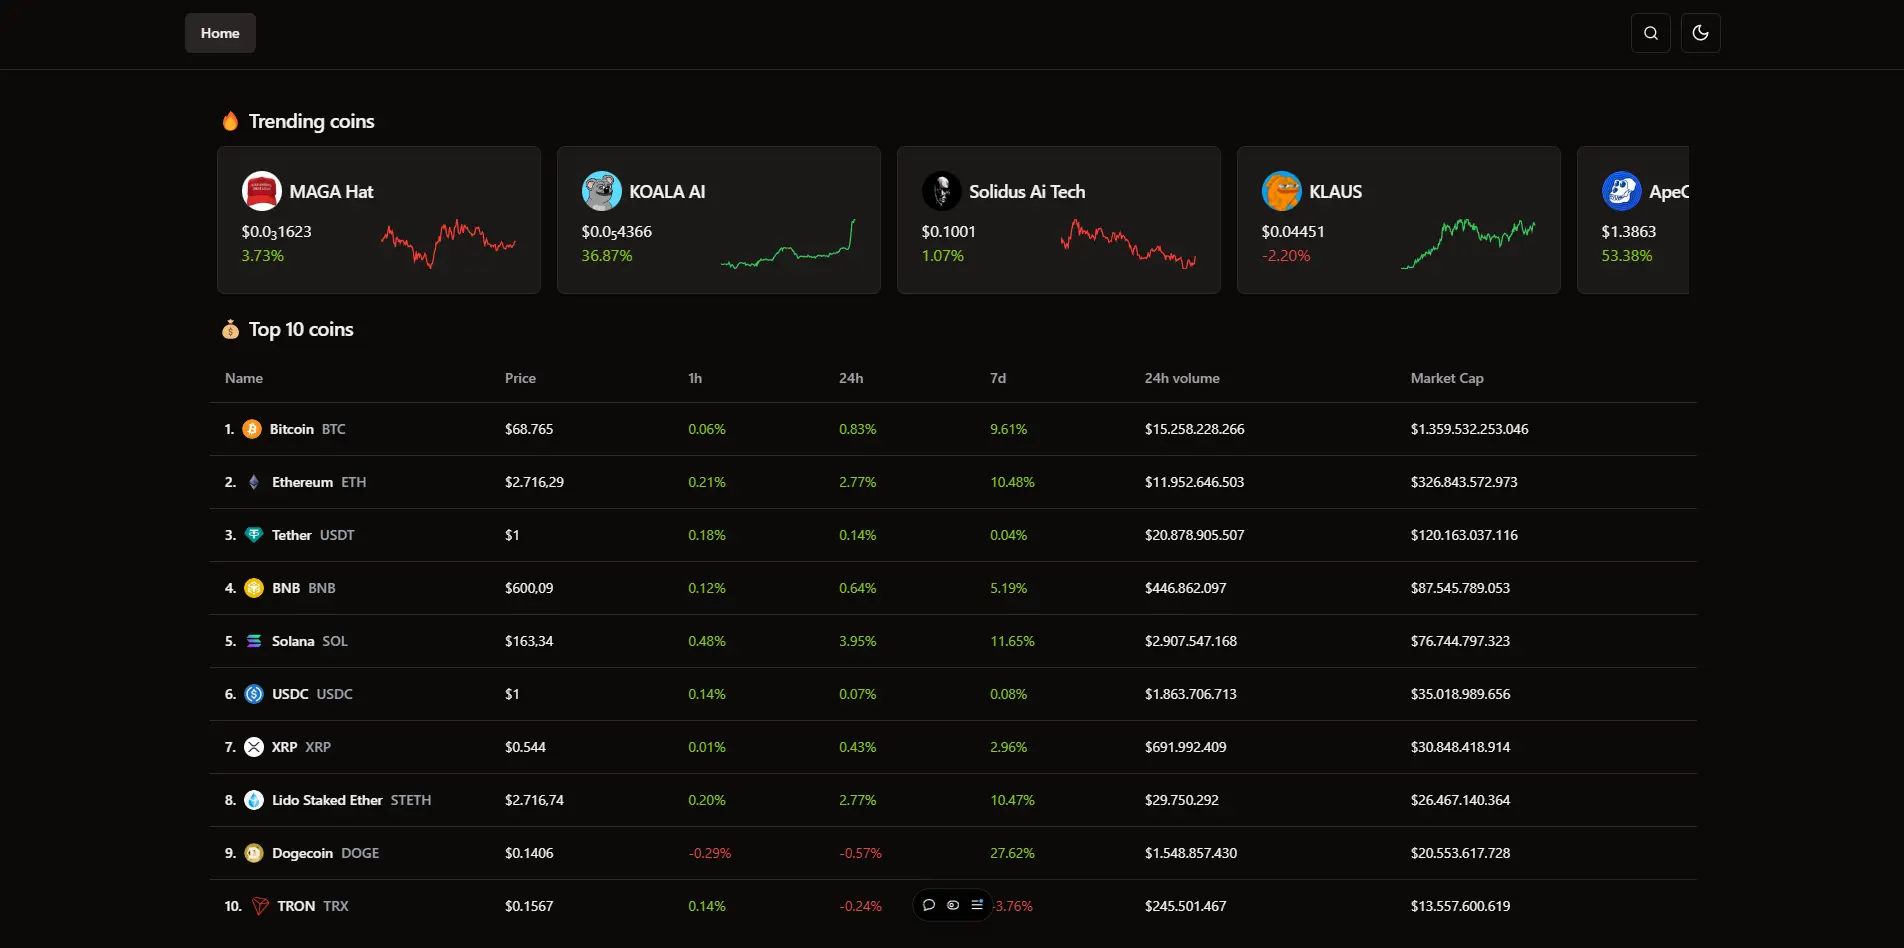 Home
Trending coins
MAGA Hat
$0.0₃1623
3.73%
KOALA AI
$0.0₅4366
36.87%
Solidus Ai Tech
$0.1001
1.07%
KLAUS
$0.04451
-2.20%
ApeC
$1.3863
53.38%
Top 10 coins
Name Price 1h 24h 7d 24h volume Market Cap
1. Bitcoin BTC $68.765 0.06% 0.83% 9.61% $15.258.228.266 $1.359.532.253.046
2. Ethereum ETH $2.716,29 0.21% 2.77% 10.48% $11.952.646.503 $326.843.572.973
3. Tether USDT $1 0.18% 0.14% 0.04% $20.878.905.507 $120.163.037.116
4. BNB BNB $600,09 0.12% 0.64% 5.19% $446.862.097 $87.545.789.053
5. Solana SOL $163,34 0.48% 3.95% 11.65% $2.907.547.168 $76.744.797.323
6. USDC USDC $1 0.14% 0.07% 0.08% $1.863.706.713 $35.018.989.656
7. XRP XRP $0.544 0.01% 0.43% 2.96% $691.992.409 $30.848.418.914
8. Lido Staked Ether STETH $2.716,74 0.20% 2.77% 10.47% $29.750.292 $26.467.140.364
9. Dogecoin DOGE $0.1406 -0.29% -0.57% 27.62% $1.548.857.430 $20.553.617.728
10. TRON TRX $0.1567 0.14% -0.24% -3.76% $245.501.467 $13.557.600.619